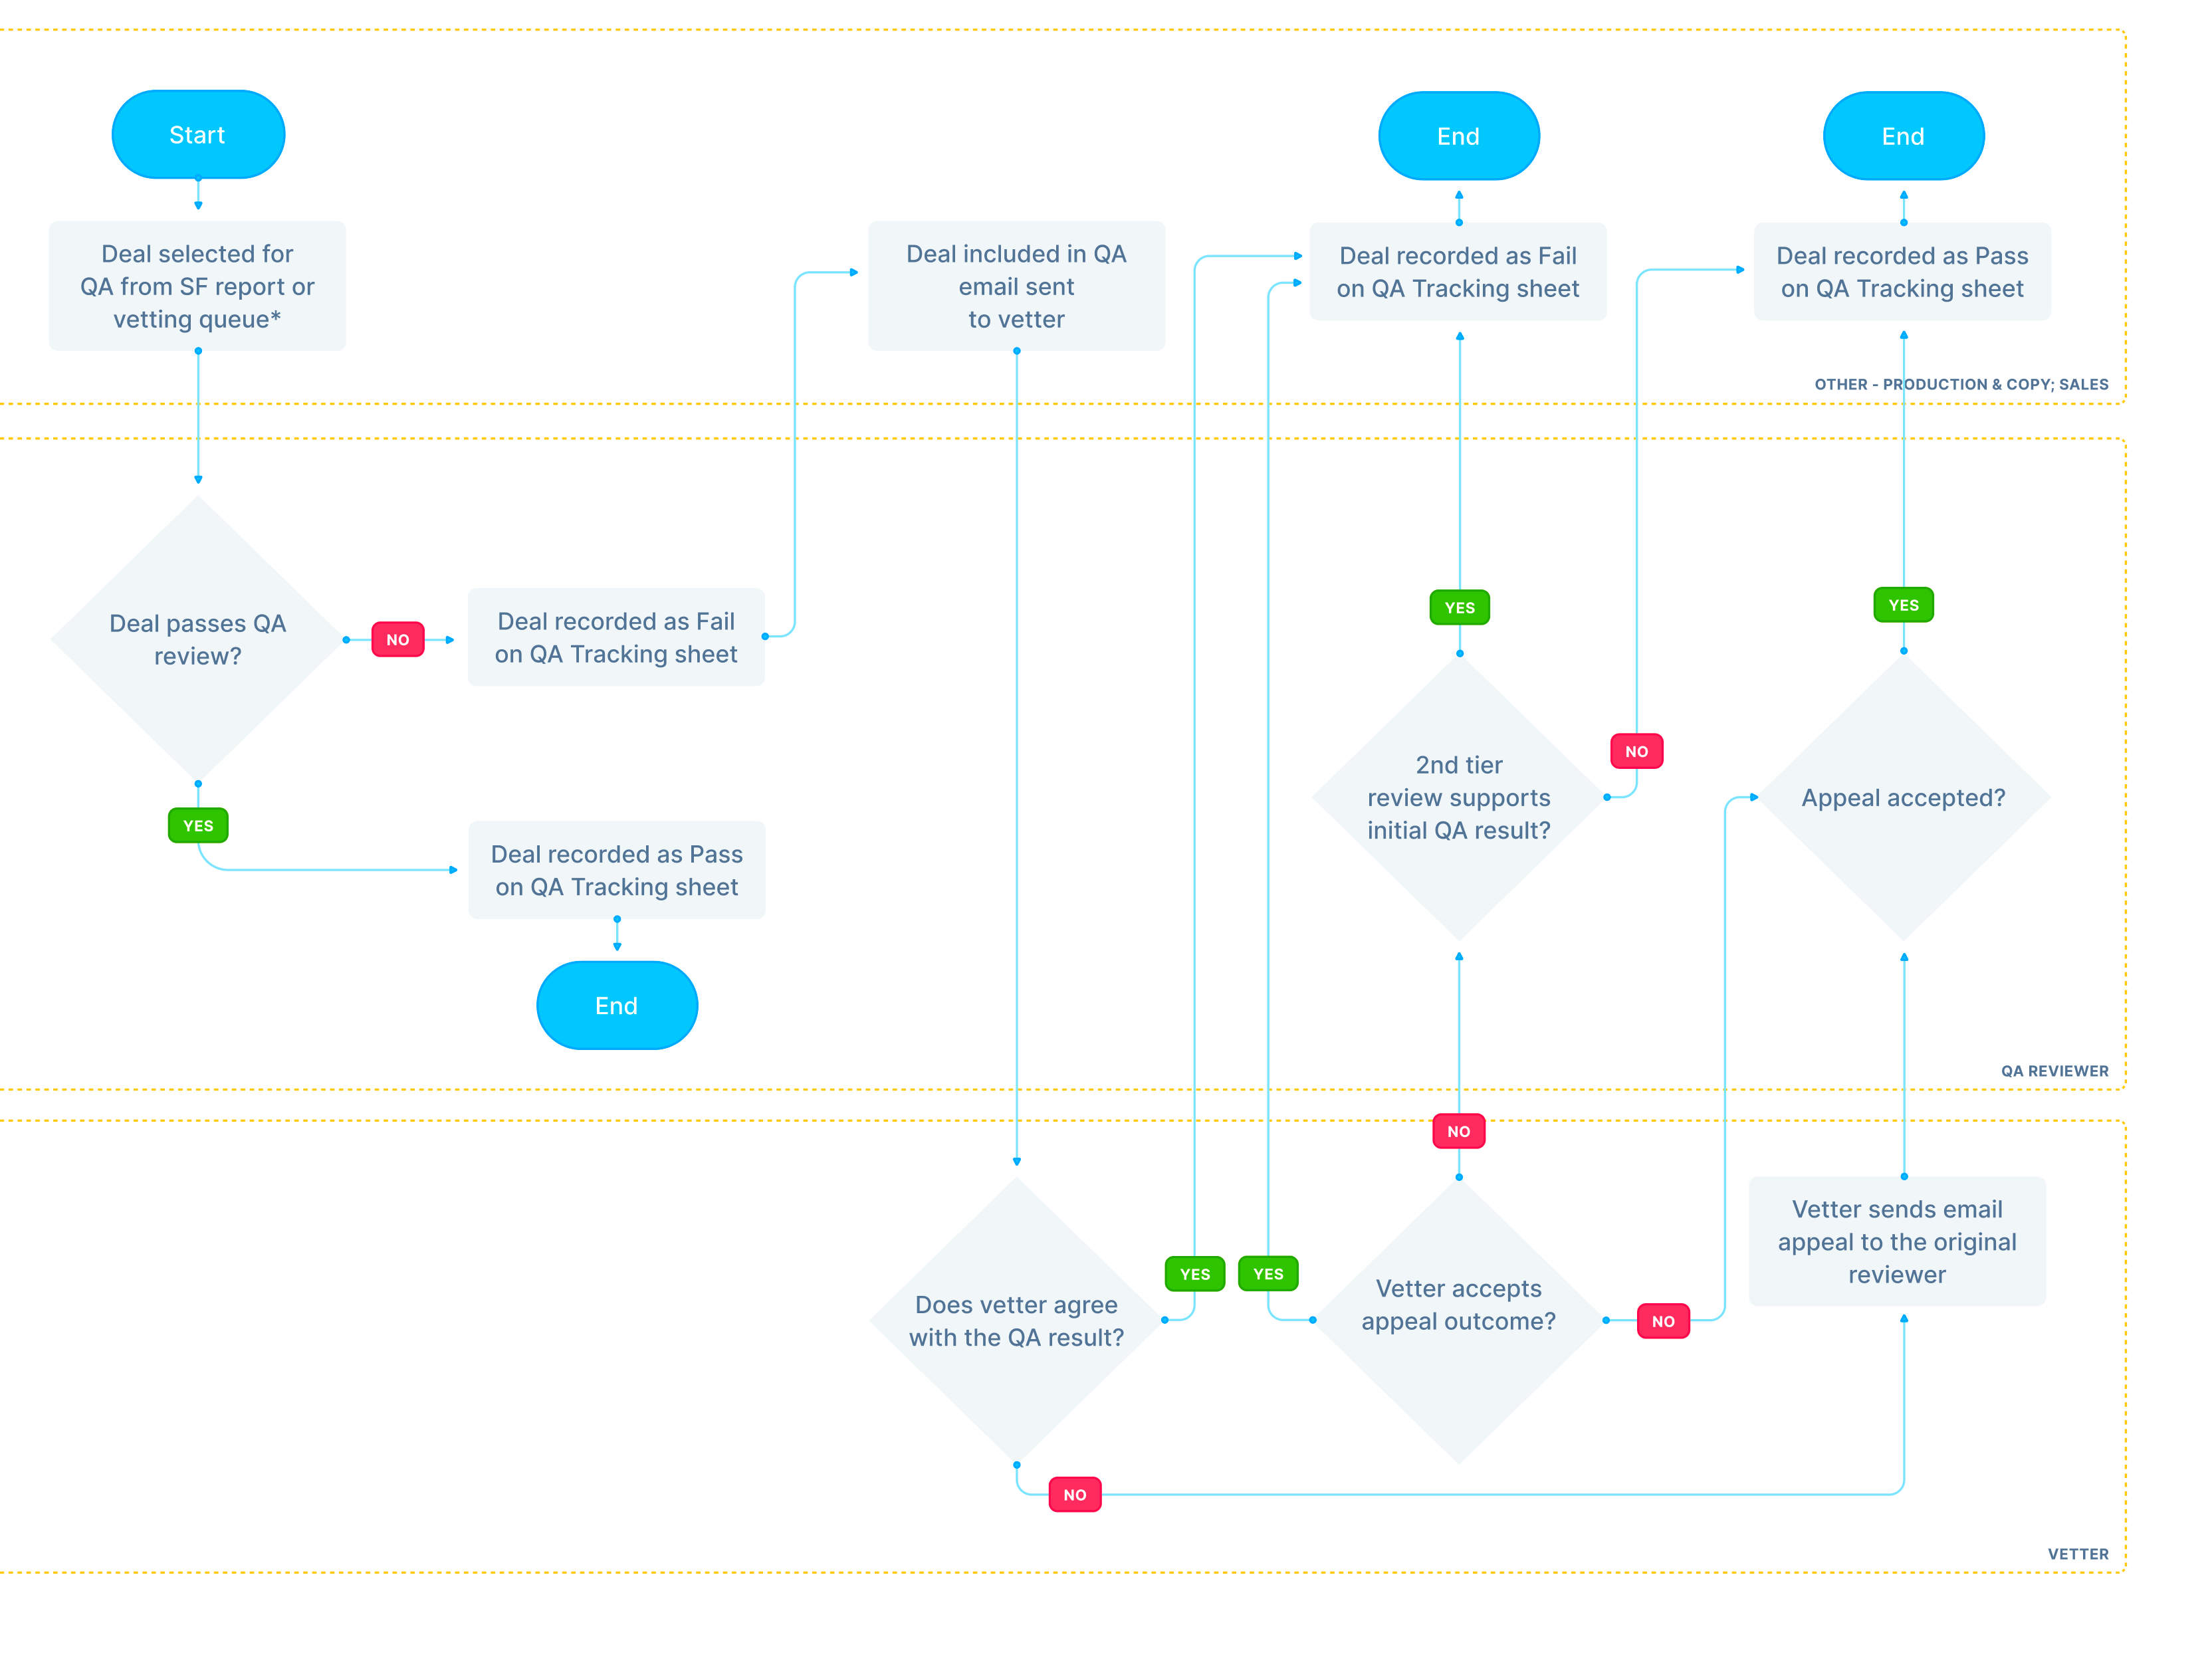 Start
End
End
Deal selected for
QA from SF report or
vetting queue*
Deal included in QA
email sent
to vetter
Deal recorded as Fail
on QA Tracking sheet
Deal recorded as Pass
on QA Tracking sheet
OTHER - PRODUCTION & COPY; SALES
Deal passes QA
review?
NO
Deal recorded as Fail
on QA Tracking sheet
YES
YES
NO
2nd tier
review supports
initial QA result?
Appeal accepted?
YES
Deal recorded as Pass
on QA Tracking sheet
End
QA REVIEWER
NO
Vetter sends email
appeal to the original
reviewer
YES
YES
Does vetter agree
with the QA result?
Vetter accepts
appeal outcome?
NO
NO
VETTER